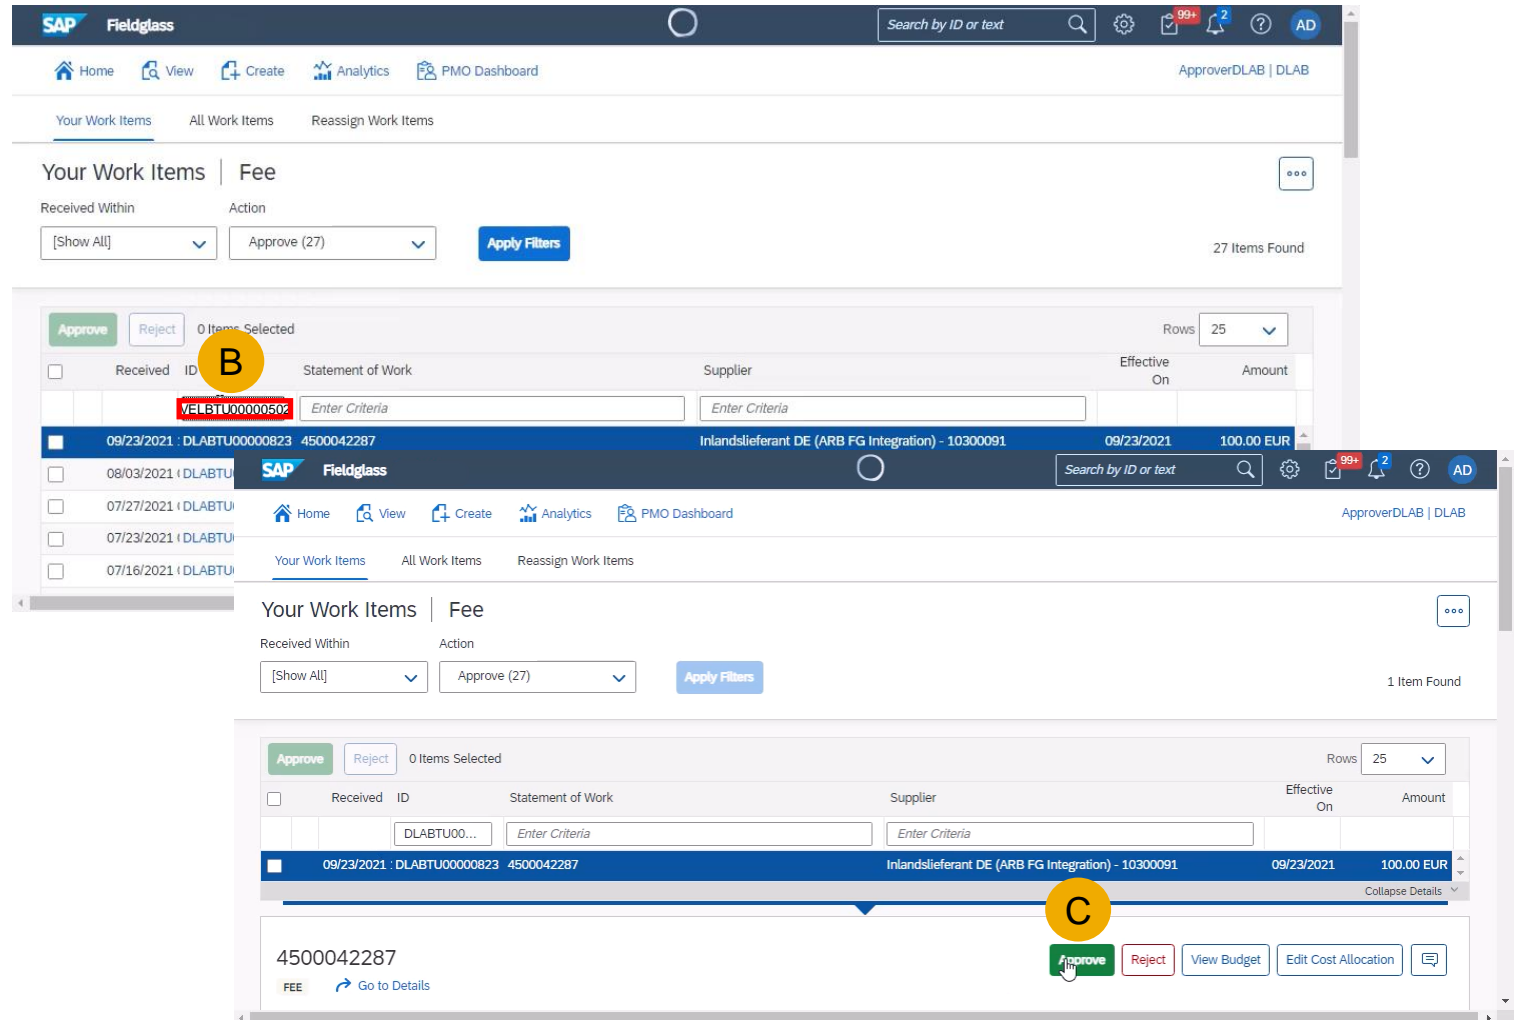 SAP Fieldglass Search by ID or text 99+ 2 ? AD
Home View Create Analytics PMO Dashboard ApproverDLAB | DLAB
Your Work Items All Work Items Reassign Work Items
Your Work Items | Fee
Received Within Action
[Show All] Approve (27) Apply Filters
27 Items Found
Approve Reject 0 Items Selected Rows 25
B
Received ID Statement of Work Supplier Effective On Amount
VELBTU00000502 Enter Criteria Enter Criteria
09/23/2021 : DLABTU00000823 4500042287 Inlandslieferant DE (ARB FG Integration) - 10300091 09/23/2021 100.00 EUR
08/03/2021 DLABTU
07/27/2021 DLABTU
07/23/2021 DLABTU
07/16/2021 DLABTU
SAP Fieldglass Search by ID or text 99+ 2 ? AD
Home View Create Analytics PMO Dashboard ApproverDLAB | DLAB
Your Work Items All Work Items Reassign Work Items
Your Work Items | Fee
Received Within Action
[Show All] Approve (27) Apply Filters
1 Item Found
Approve Reject 0 Items Selected Rows 25
Received ID Statement of Work Supplier Effective On Amount
DLABTU00... Enter Criteria Enter Criteria
09/23/2021 : DLABTU00000823 4500042287 Inlandslieferant DE (ARB FG Integration) - 10300091 09/23/2021 100.00 EUR
Collapse Details
C
4500042287 Approve Reject View Budget Edit Cost Allocation
FEE Go to Details